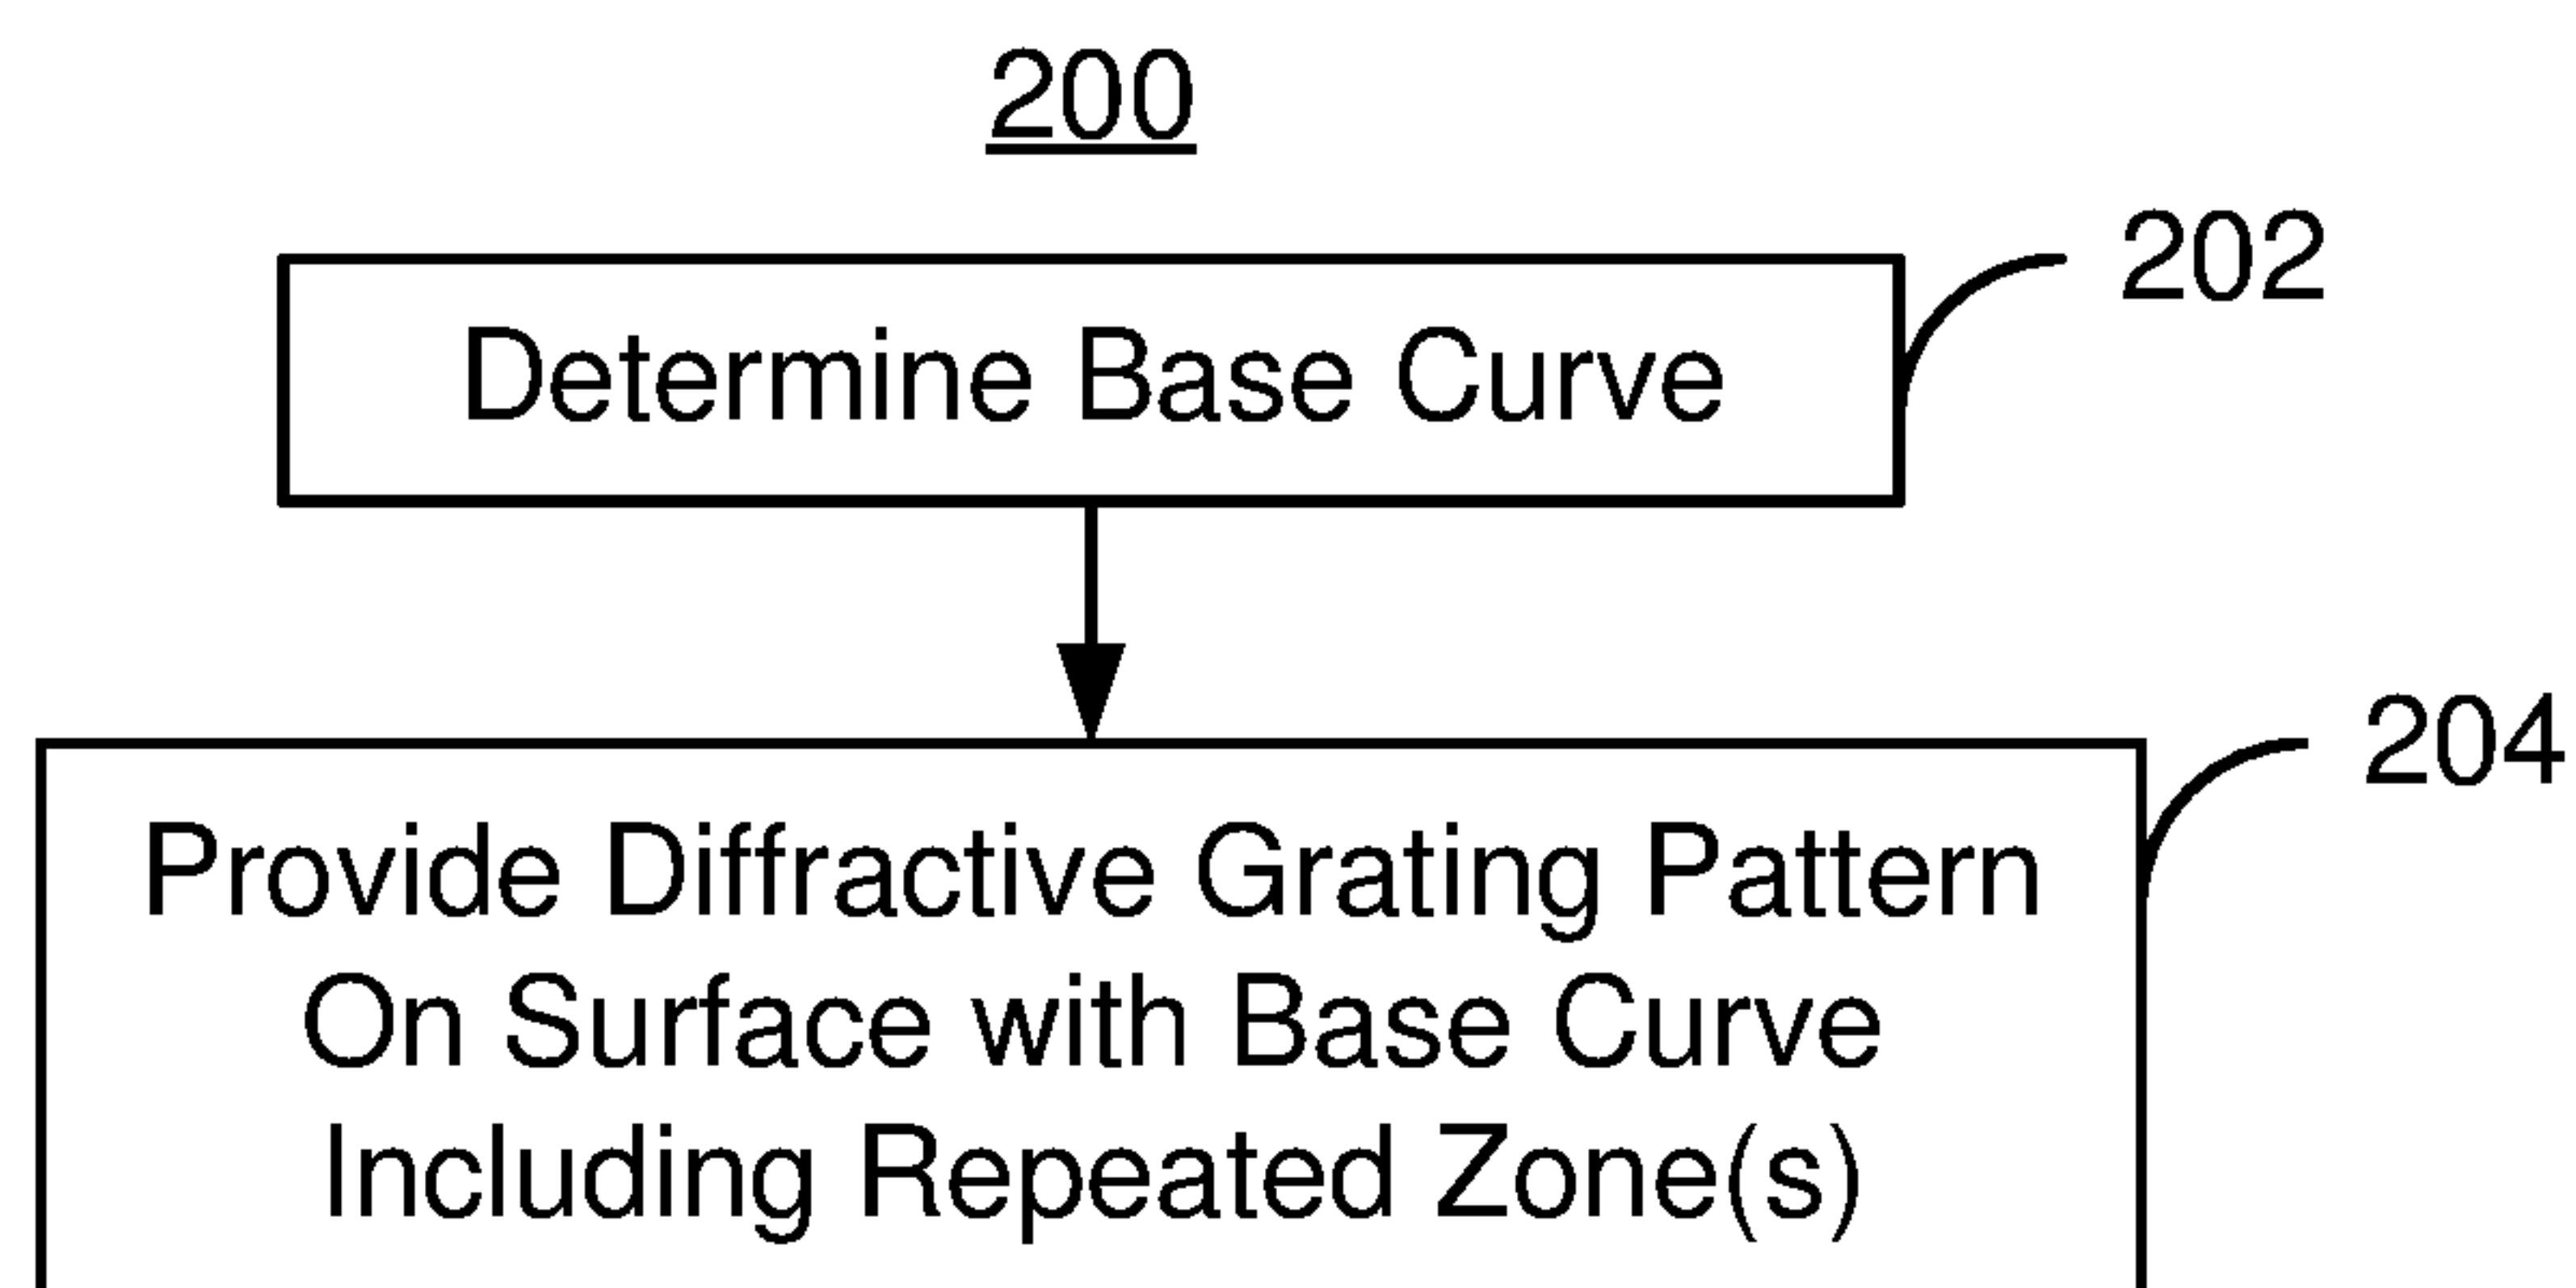 200
202
Determine Base Curve
204
Provide Diffractive Grating Pattern
On Surface with Base Curve
Including Repeated Zone(s)